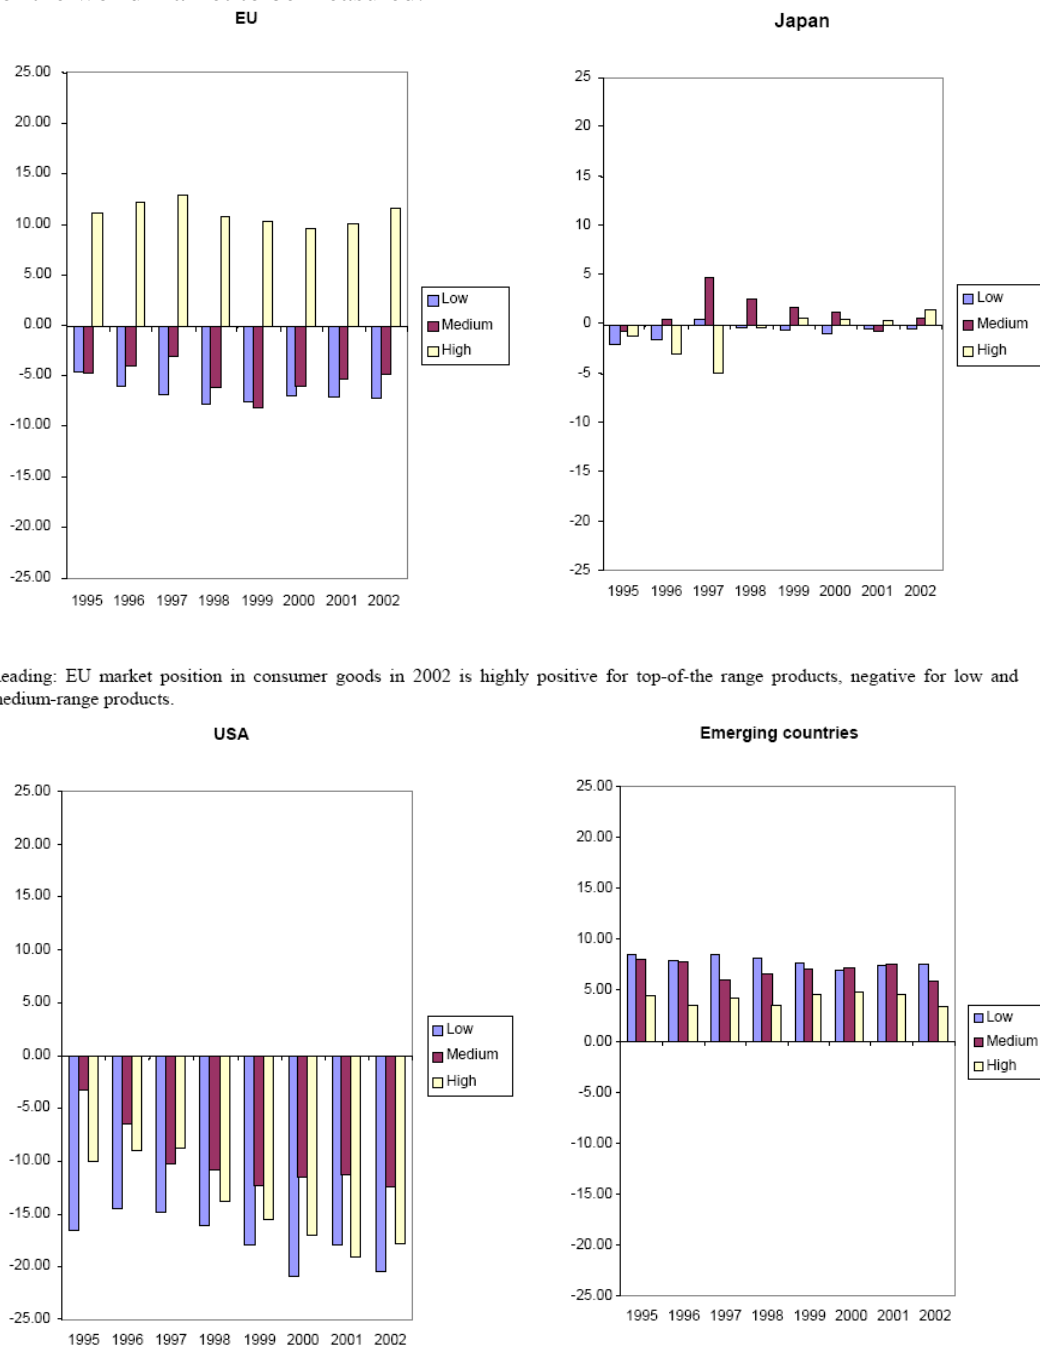 EU
Japan
25.00
20.00
15.00
10.00
5.00
0.00
-5.00
-10.00
-15.00
-20.00
-25.00
1995 1996 1997 1998 1999 2000 2001 2002
Low
Medium
High
25
20
15
10
5
0
-5
-10
-15
-20
-25
1995 1996 1997 1998 1999 2000 2001 2002
Low
Medium
High
eading: EU market position in consumer goods in 2002 is highly positive for top-of-the range products, negative for low and
medium-range products.
USA
Emerging countries
25.00
20.00
15.00
10.00
5.00
0.00
-5.00
-10.00
-15.00
-20.00
-25.00
1995 1996 1997 1998 1999 2000 2001 2002
Low
Medium
High
25.00
20.00
15.00
10.00
5.00
0.00
-5.00
-10.00
-15.00
-20.00
-25.00
1995 1996 1997 1998 1999 2000 2001 2002
Low
Medium
High